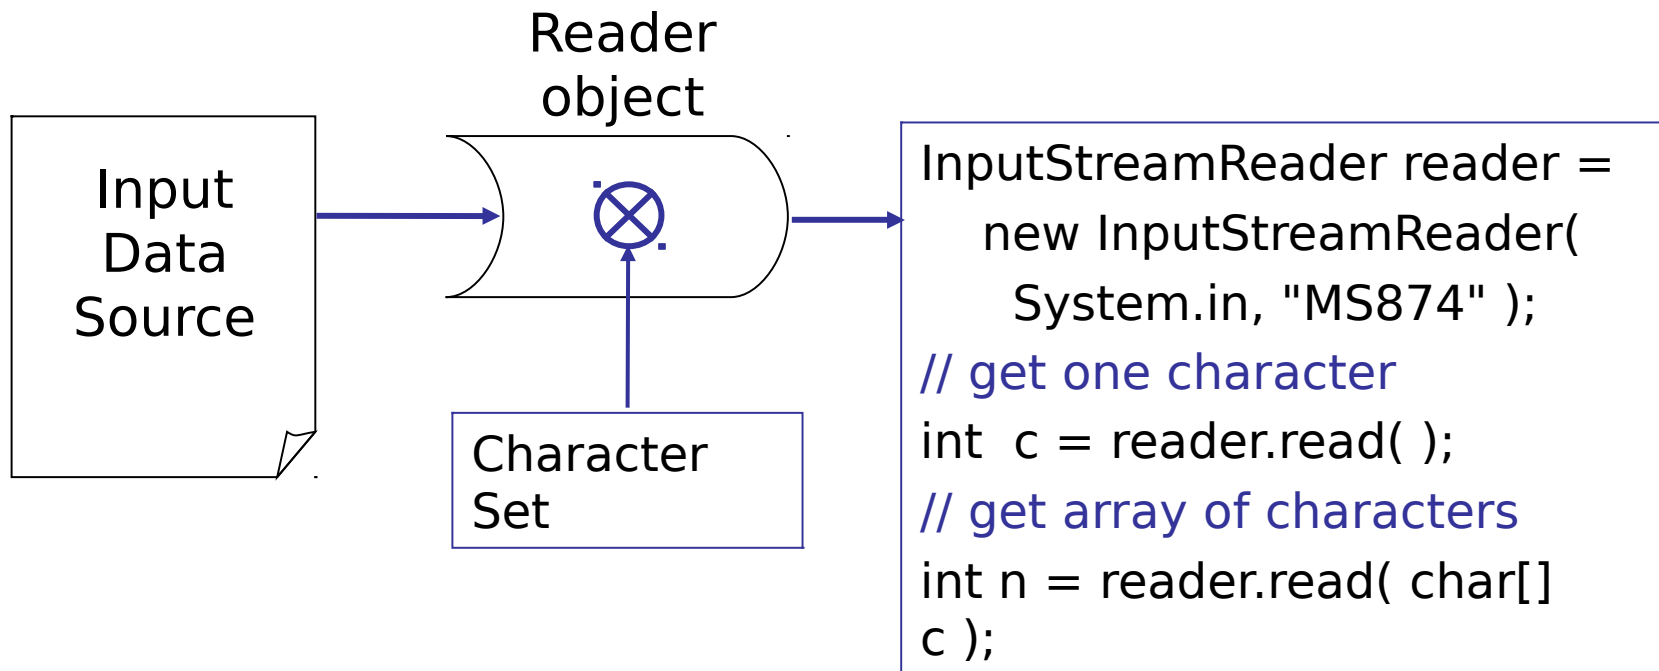 Reader
object
Input
Data
Source
Character
Set
InputStreamReader reader =
new InputStreamReader(
System.in, "MS874" );
// get one character
int  c = reader.read( );
// get array of characters
int n = reader.read( char[]
c );